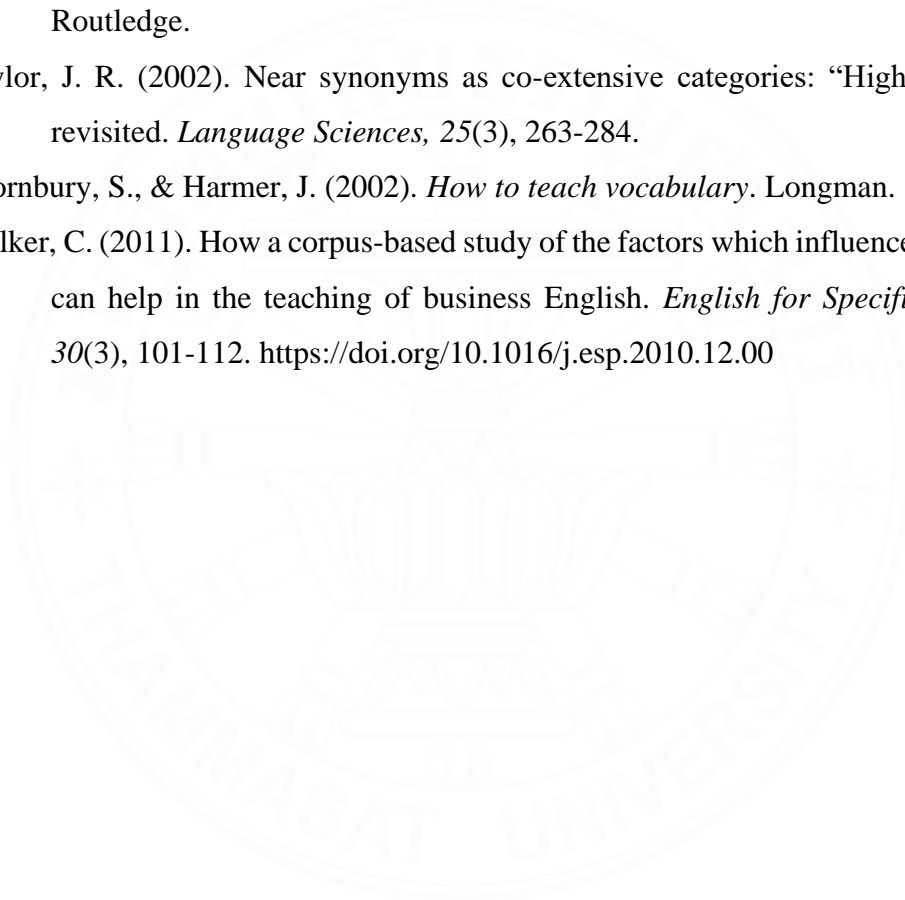 Routledge.
ylor, J. R. (2002). Near synonyms as co-extensive categories: “High
revisited. Language Sciences, 25(3), 263-284.
ornbury, S., & Harmer, J. (2002). How to teach vocabulary. Longman.
lker, C. (2011). How a corpus-based study of the factors which influence
can help in the teaching of business English. English for Specifi
30(3), 101-112. https://doi.org/10.1016/j.esp.2010.12.00
THAMMASAT UNIVERSITY